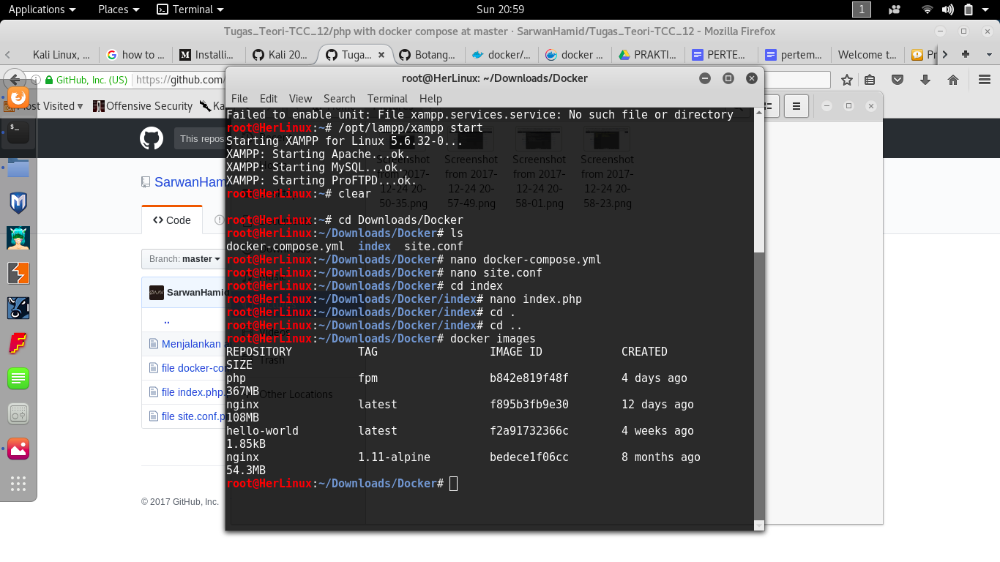 Applications Places Terminal Sun 20:59 1
Tugas_Teori-TCC_12/php with docker compose at master · SarwanHamid/Tugas_Teori-TCC_12 - Mozilla Firefox
Kali Linux, ... how to ... Installi... Kali 20... Tuga... Botang... docker/... docker ... PRAKTI... PERTE... pertem... Welcome t... Pr
GitHub, Inc. (US) https://github.com/
Most Visited Offensive Security Ka
This repos
SarwanHamid
Code
Branch: master
SarwanHamid
..
Menjalankan
file docker-co
file index.php.
file site.conf.p
© 2017 GitHub, Inc.
root@HerLinux: ~/Downloads/Docker
File Edit View Search Terminal Help
Failed to enable unit: File xampp.services.service: No such file or directory
root@HerLinux:~# /opt/lampp/xampp start
Starting XAMPP for Linux 5.6.32-0...
XAMPP: Starting Apache...ok.
XAMPP: Starting MySQL...ok.
XAMPP: Starting ProFTPD...ok.
root@HerLinux:~# clear
root@HerLinux:~# cd Downloads/Docker
root@HerLinux:~/Downloads/Docker# ls
docker-compose.yml index site.conf
root@HerLinux:~/Downloads/Docker# nano docker-compose.yml
root@HerLinux:~/Downloads/Docker# nano site.conf
root@HerLinux:~/Downloads/Docker# cd index
root@HerLinux:~/Downloads/Docker/index# nano index.php
root@HerLinux:~/Downloads/Docker/index# cd .
root@HerLinux:~/Downloads/Docker/index# cd ..
root@HerLinux:~/Downloads/Docker# docker images
REPOSITORY TAG IMAGE ID CREATED
SIZE
php fpm b842e819f48f 4 days ago
367MB
nginx latest f895b3fb9e30 12 days ago
108MB
hello-world latest f2a91732366c 4 weeks ago
1.85kB
nginx 1.11-alpine bedece1f06cc 8 months ago
54.3MB
root@HerLinux:~/Downloads/Docker#
Screenshot Screenshot Screenshot Screenshot
from 2017- from 2017- from 2017- from 2017-
12-24 20- 12-24 20- 12-24 20- 12-24 20-
50-35.png 57-49.png 58-01.png 58-23.png
Videos
Trash
Other Locations